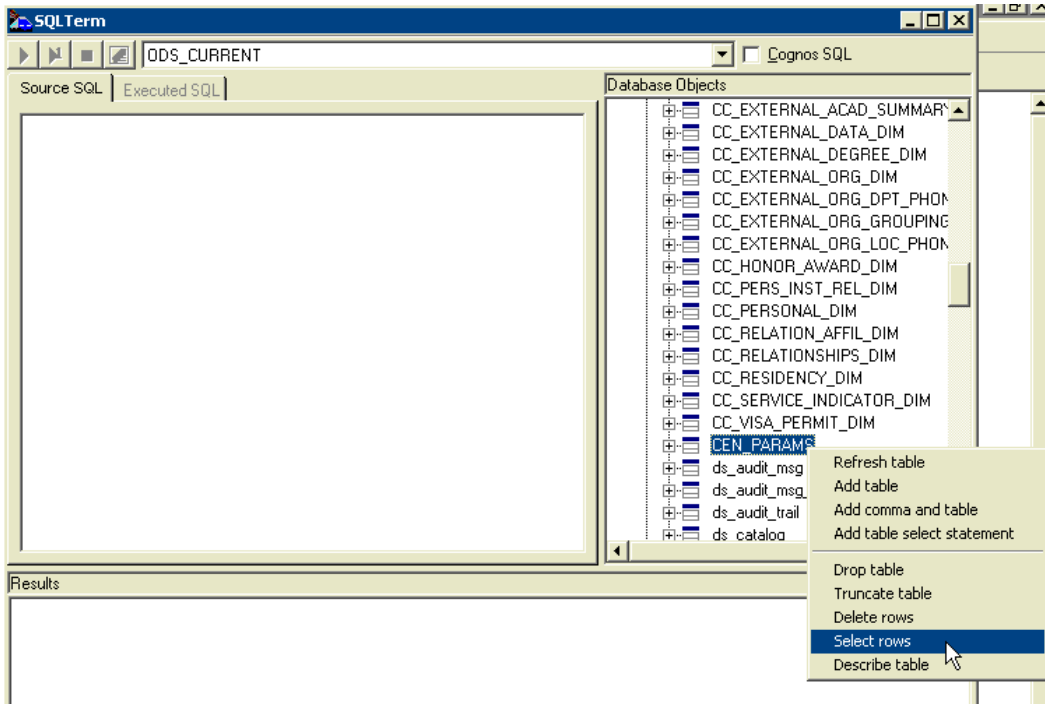 SQLTerm
ODS_CURRENT
Cognos SQL
Source SQL
Executed SQL
Database Objects
CC_EXTERNAL_ACAD_SUMMARY
CC_EXTERNAL_DATA_DIM
CC_EXTERNAL_DEGREE_DIM
CC_EXTERNAL_ORG_DIM
CC_EXTERNAL_ORG_DPT_PHON
CC_EXTERNAL_ORG_GROUPING
CC_EXTERNAL_ORG_LOC_PHON
CC_HONOR_AWARD_DIM
CC_PERS_INST_REL_DIM
CC_PERSONAL_DIM
CC_RELATION_AFFIL_DIM
CC_RELATIONSHIPS_DIM
CC_RESIDENCY_DIM
CC_SERVICE_INDICATOR_DIM
CC_VISA_PERMIT_DIM
CEN_PARAMS
ds_audit_msg
ds_audit_msg_
ds_audit_trail
ds_catalog
Refresh table
Add table
Add comma and table
Add table select statement
Drop table
Truncate table
Delete rows
Select rows
Describe table
Results